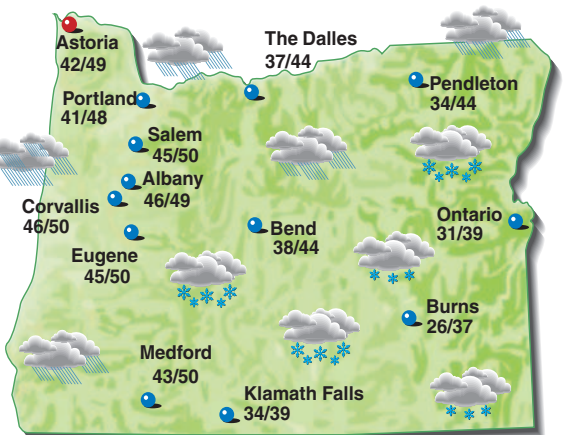 The Dalles
37/44
Astoria
42/49
Pendleton
34/44
Portland
41/48
Salem
45/50
Albany
46/49
Corvallis
46/50
Ontario
31/39
Bend
38/44
Eugene
45/50
Burns
26/37
Medford
43/50
Klamath Falls
34/39